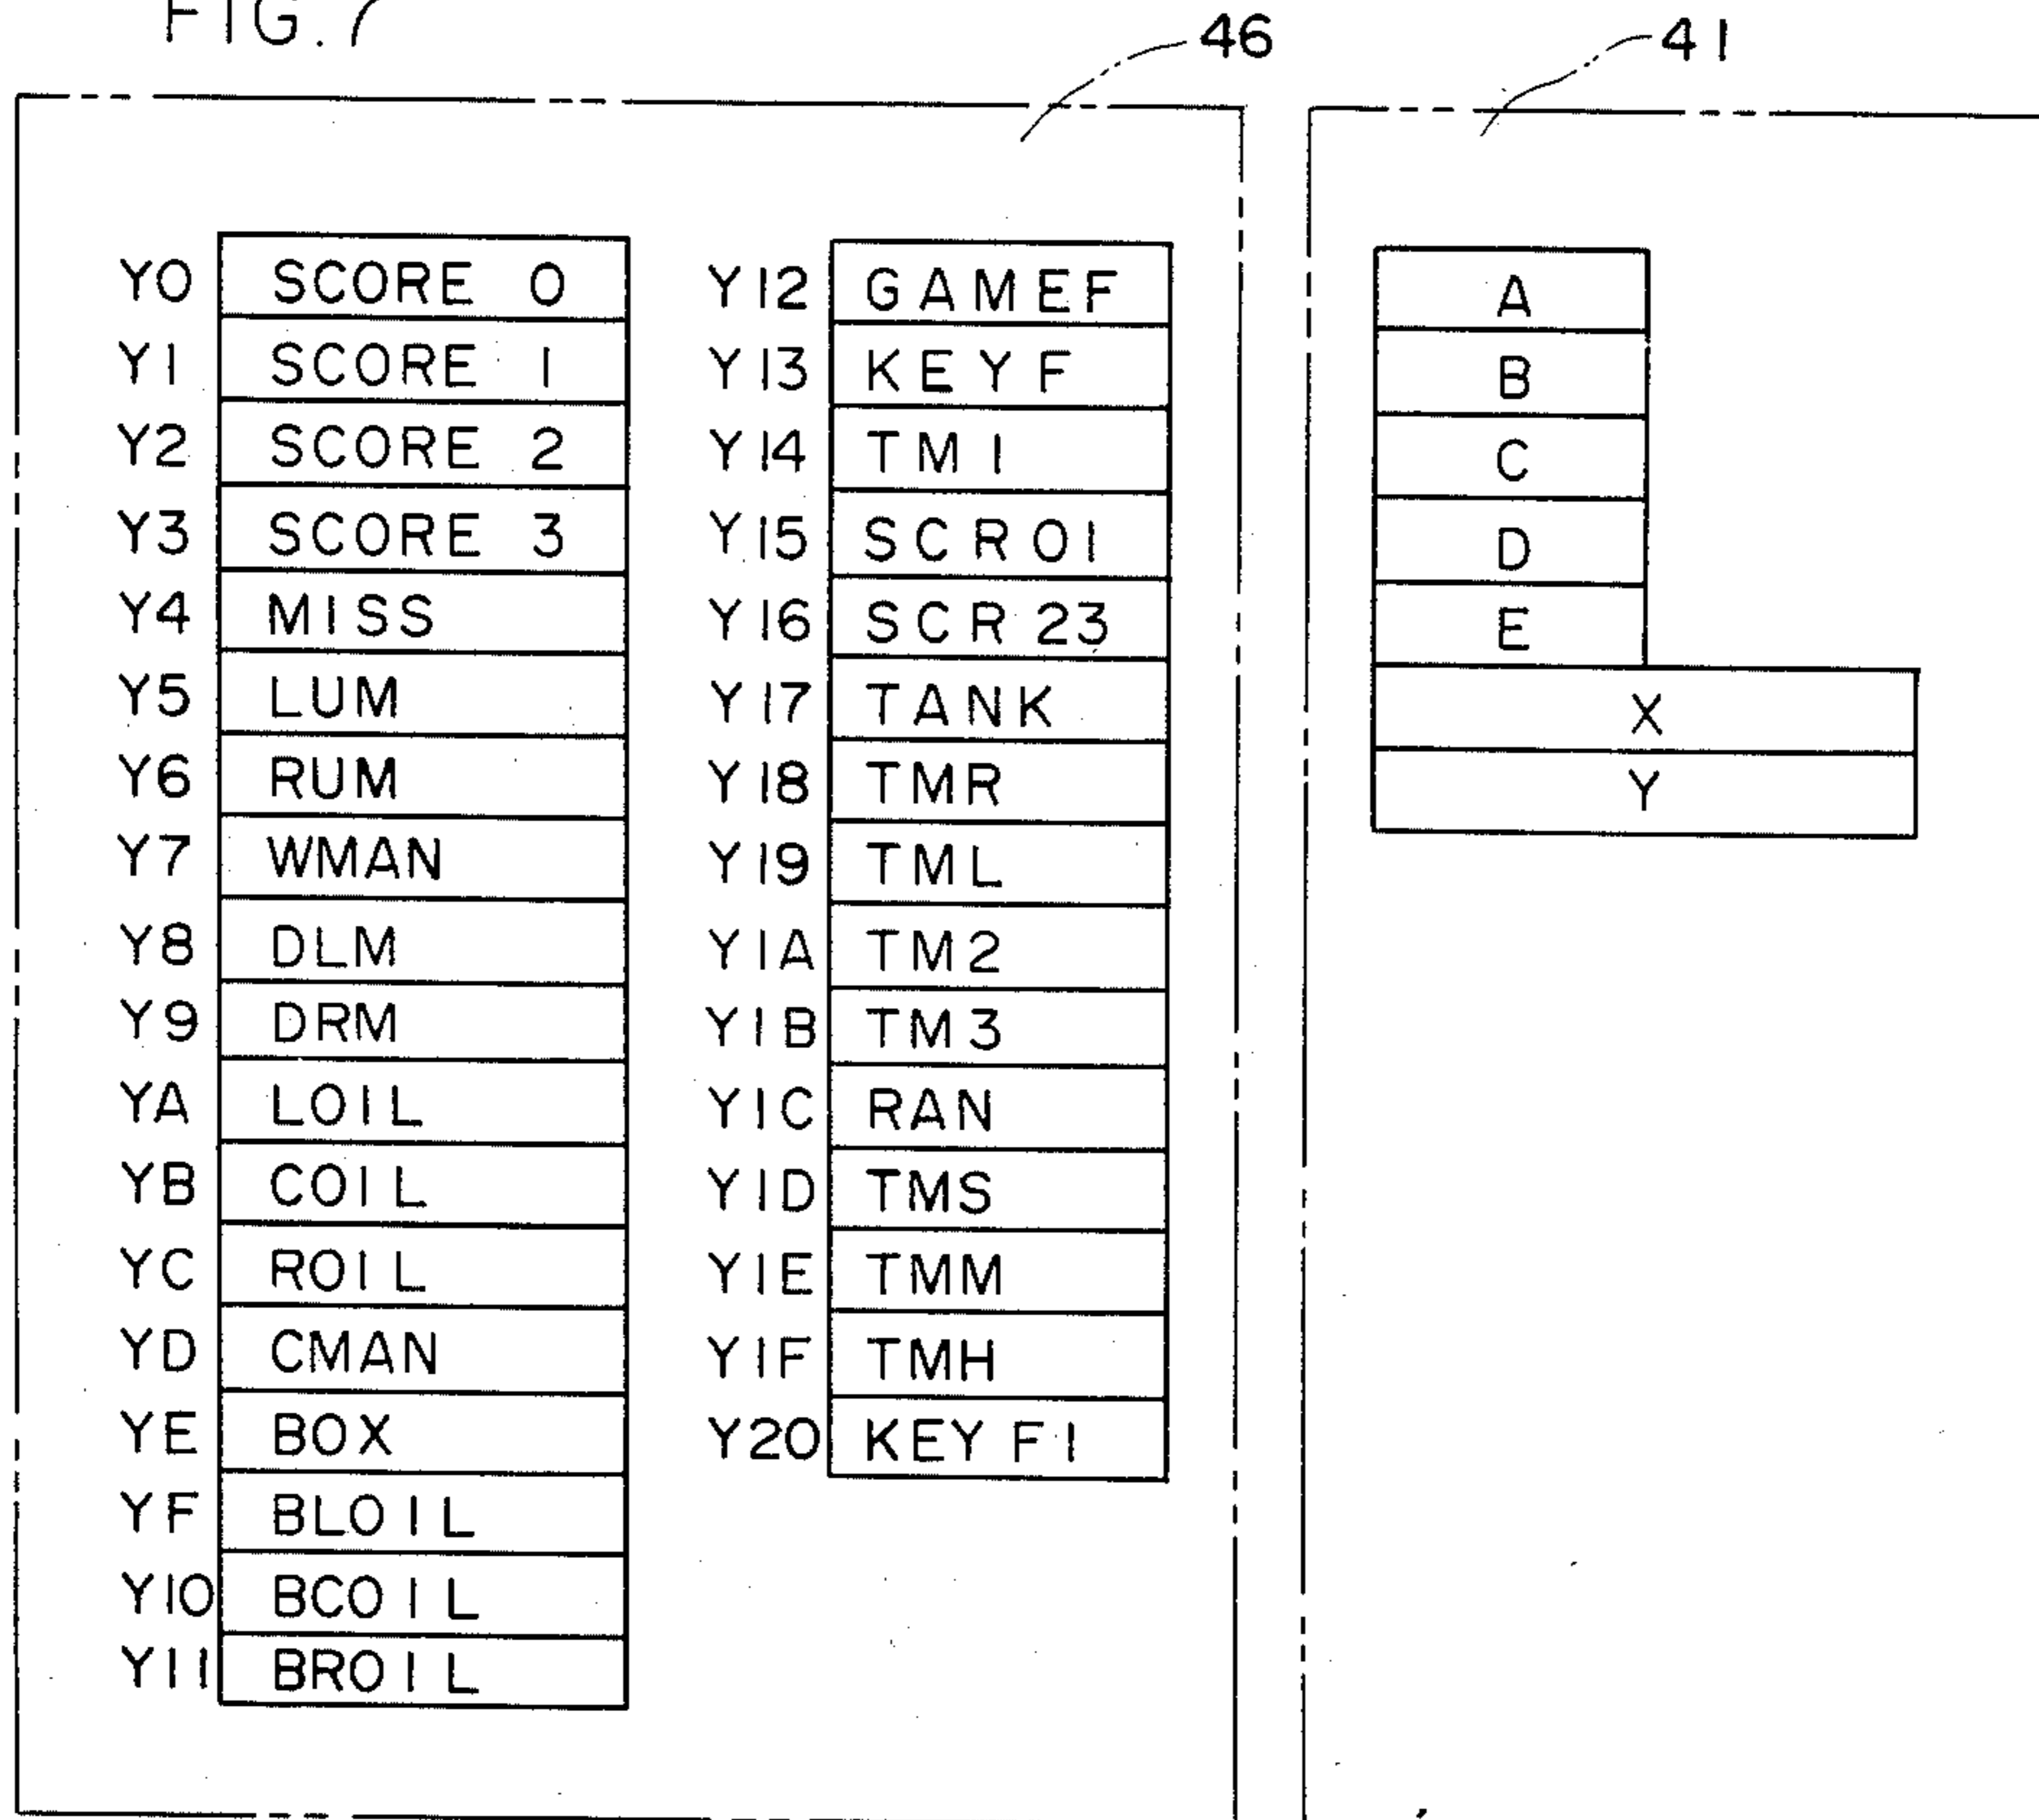 FIG. 7
46
41
Y0 SCORE 0
Y1 SCORE 1
Y2 SCORE 2
Y3 SCORE 3
Y4 MISS
Y5 LUM
Y6 RUM
Y7 WMAN
Y8 DLM
Y9 DRM
YA LOIL
YB COIL
YC ROIL
YD CMAN
YE BOX
YF BLOIL
Y10 BCOIL
Y11 BROIL
Y12 GAMEF
Y13 KEYF
Y14 TM1
Y15 SCR01
Y16 SCR23
Y17 TANK
Y18 TMR
Y19 TML
Y1A TM2
Y1B TM3
Y1C RAN
Y1D TMS
Y1E TMM
Y1F TMH
Y20 KEYF1
A
B
C
D
E
X
Y